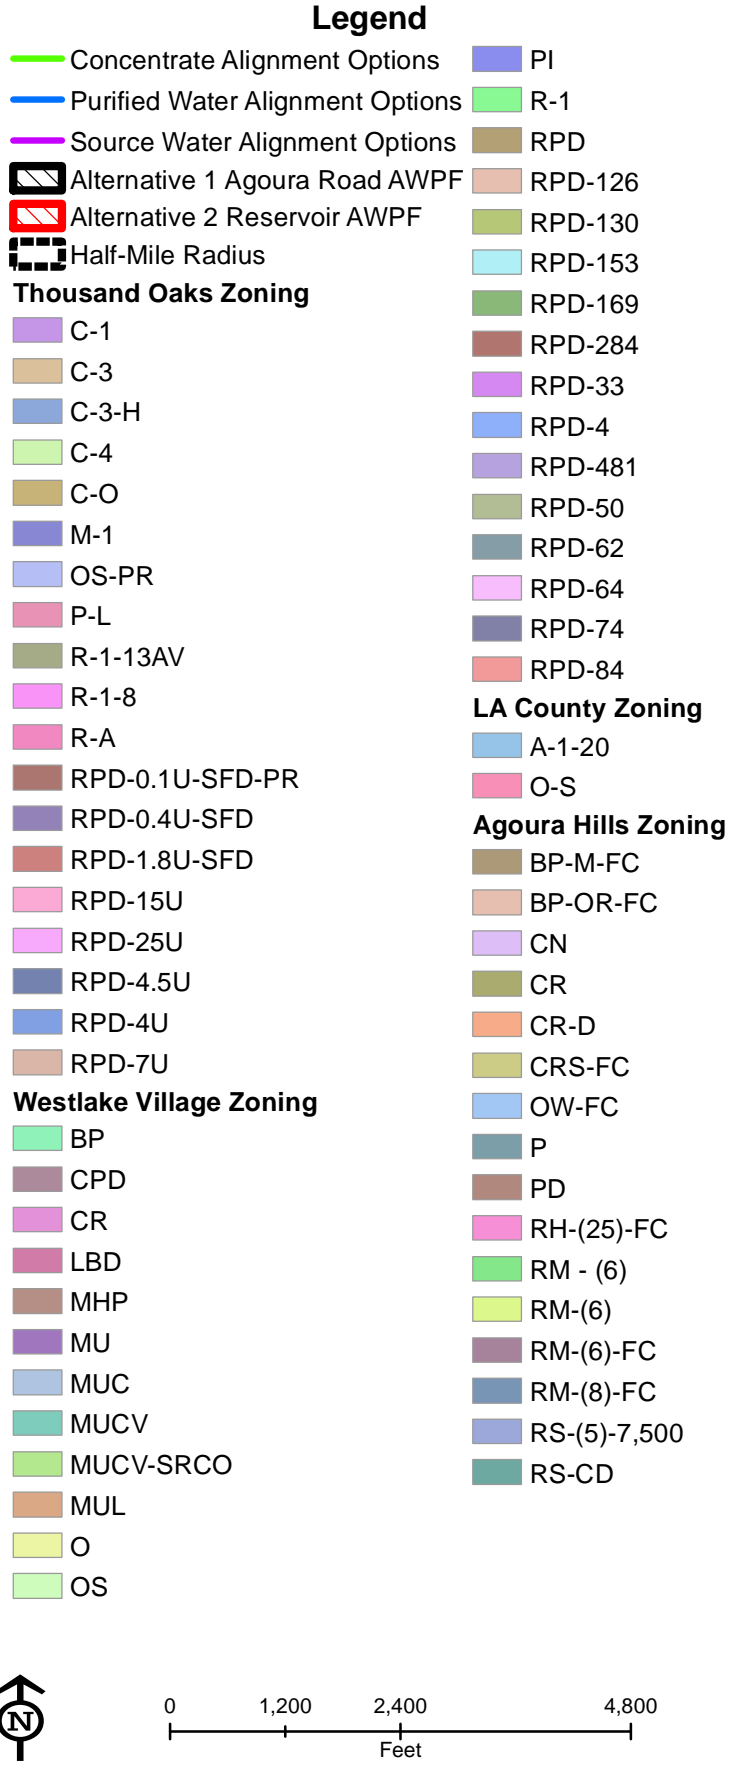 Legend
Concentrate Alignment Options
Purified Water Alignment Options
Source Water Alignment Options
Alternative 1 Agoura Road AWPF
Alternative 2 Reservoir AWPF
Half-Mile Radius
Thousand Oaks Zoning
C-1
C-3
C-3-H
C-4
C-O
M-1
OS-PR
P-L
R-1-13AV
R-1-8
R-A
RPD-0.1U-SFD-PR
RPD-0.4U-SFD
RPD-1.8U-SFD
RPD-15U
RPD-25U
RPD-4.5U
RPD-4U
RPD-7U
Westlake Village Zoning
BP
CPD
CR
LBD
MHP
MU
MUC
MUCV
MUCV-SRCO
MUL
O
OS
PI
R-1
RPD
RPD-126
RPD-130
RPD-153
RPD-169
RPD-284
RPD-33
RPD-4
RPD-481
RPD-50
RPD-62
RPD-64
RPD-74
RPD-84
LA County Zoning
A-1-20
O-S
Agoura Hills Zoning
BP-M-FC
BP-OR-FC
CN
CR
CR-D
CRS-FC
OW-FC
P
PD
RH-(25)-FC
RM - (6)
RM-(6)
RM-(6)-FC
RM-(8)-FC
RS-(5)-7,500
RS-CD
N
0 1,200 2,400 4,800
Feet